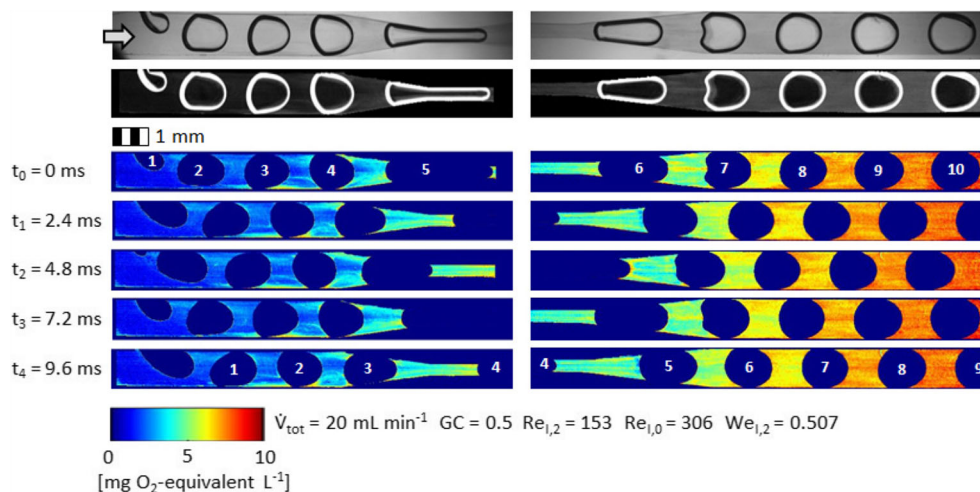 1 mm
t₀ = 0 ms 1 2 3 4 5 6 7 8 9 10
t₁ = 2.4 ms
t₂ = 4.8 ms
t₃ = 7.2 ms
t₄ = 9.6 ms 1 2 3 4 4 5 6 7 8 9
V̇tot = 20 mL min⁻¹ GC = 0.5 Rel,2 = 153 Rel,0 = 306 Wel,2 = 0.507
0 5 10
[mg O₂-equivalent L⁻¹]